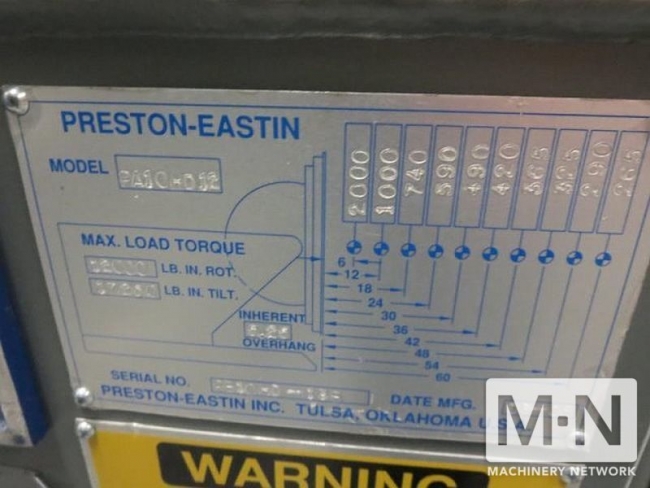 PRESTON-EASTIN
MODEL
2000 1000 740 590 490 420 365 325 290 265
MAX. LOAD TORQUE
LB. IN. ROT.
LB. IN. TILT.
6
12
18
24
30
36
42
48
54
60
INHERENT
OVERHANG
SERIAL NO.
DATE MFG.
PRESTON-EASTIN INC. TULSA, OKLAHOMA U.S.
WARNING
M·N
MACHINERY NETWORK